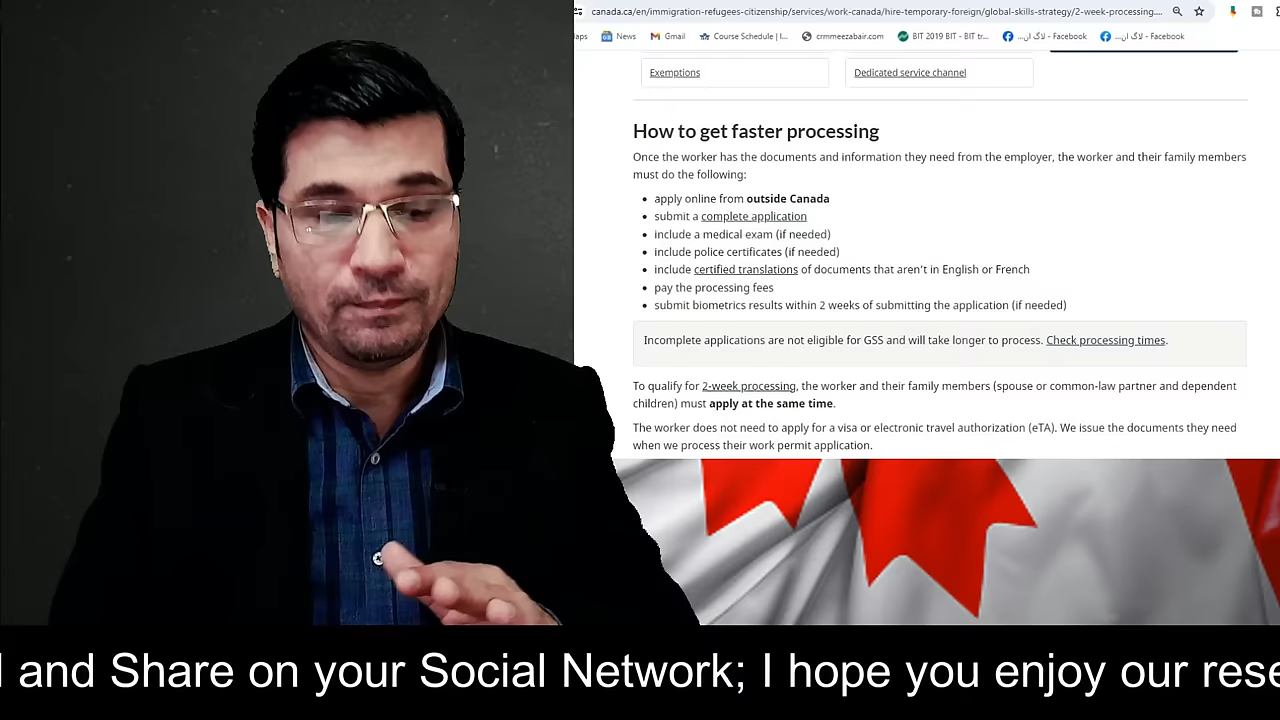 canada.ca/en/immigration-refugees-citizenship/services/work-canada/hire-temporary-foreign/global-skills-strategy/2-week-processing....
News
Gmail
Course Schedule | I...
crmmeezabair.com
BIT 2019 BIT - BIT tr...
لاگ ان... - Facebook
لاگ ان... - Facebook
Exemptions
Dedicated service channel
How to get faster processing
Once the worker has the documents and information they need from the employer, the worker and their family members
must do the following:
• apply online from outside Canada
• submit a complete application
• include a medical exam (if needed)
• include police certificates (if needed)
• include certified translations of documents that aren't in English or French
• pay the processing fees
• submit biometrics results within 2 weeks of submitting the application (if needed)
Incomplete applications are not eligible for GSS and will take longer to process. Check processing times.
To qualify for 2-week processing, the worker and their family members (spouse or common-law partner and dependent
children) must apply at the same time.
The worker does not need to apply for a visa or electronic travel authorization (eTA). We issue the documents they need
when we process their work permit application.
and Share on your Social Network; I hope you enjoy our rese